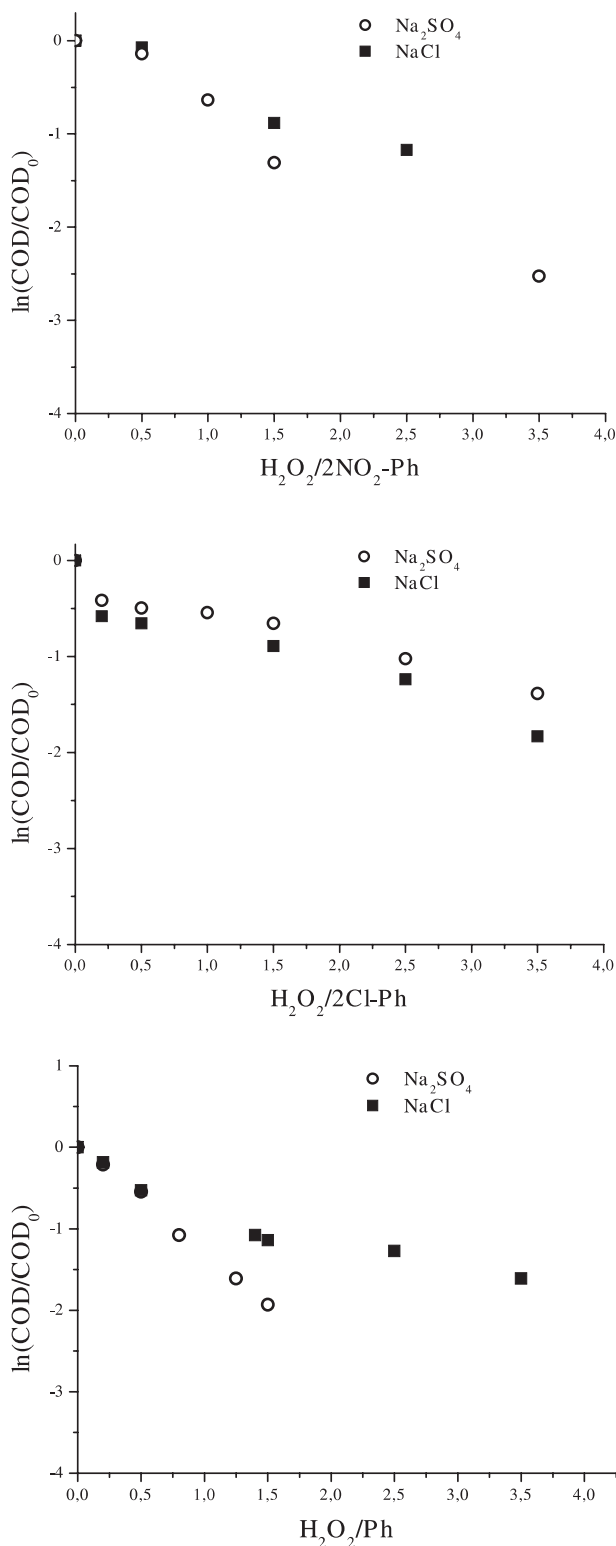 Na₂SO₄
NaCl
ln(COD/COD₀)
0
-1
-2
-3
-4
0,0 0,5 1,0 1,5 2,0 2,5 3,0 3,5 4,0
H₂O₂/2NO₂-Ph
Na₂SO₄
NaCl
ln(COD/COD₀)
0
-1
-2
-3
-4
0,0 0,5 1,0 1,5 2,0 2,5 3,0 3,5 4,0
H₂O₂/2Cl-Ph
Na₂SO₄
NaCl
ln(COD/COD₀)
1
0
-1
-2
-3
-4
0,0 0,5 1,0 1,5 2,0 2,5 3,0 3,5 4,0
H₂O₂/Ph